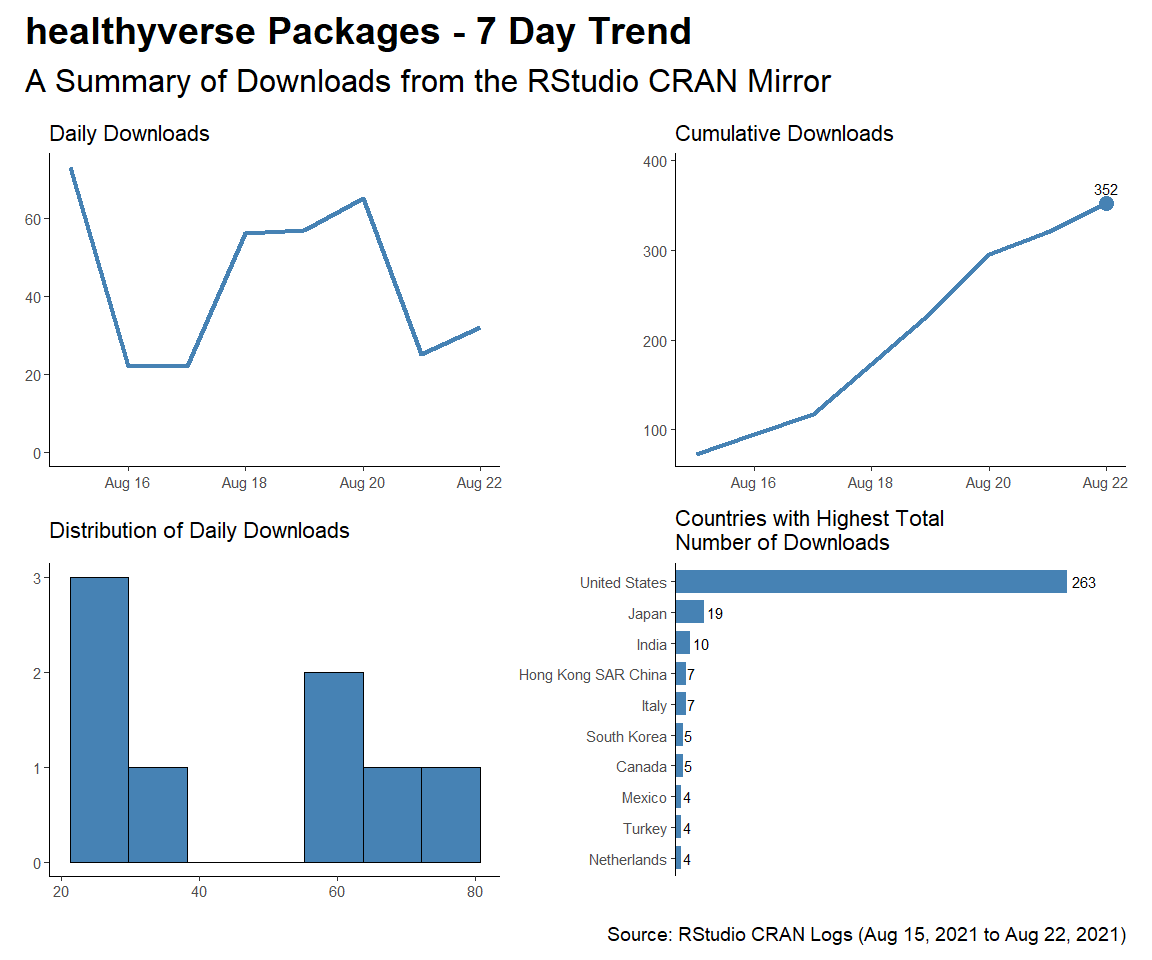 healthyverse Packages - 7 Day Trend
A Summary of Downloads from the RStudio CRAN Mirror
Daily Downloads
60
40
20
0
Aug 16 Aug 18 Aug 20 Aug 22
Cumulative Downloads
400
300
200
100
352
Aug 16 Aug 18 Aug 20 Aug 22
Distribution of Daily Downloads
3
2
1
0
20 40 60 80
Countries with Highest Total
Number of Downloads
United States 263
Japan 19
India 10
Hong Kong SAR China 7
Italy 7
South Korea 5
Canada 5
Mexico 4
Turkey 4
Netherlands 4
Source: RStudio CRAN Logs (Aug 15, 2021 to Aug 22, 2021)